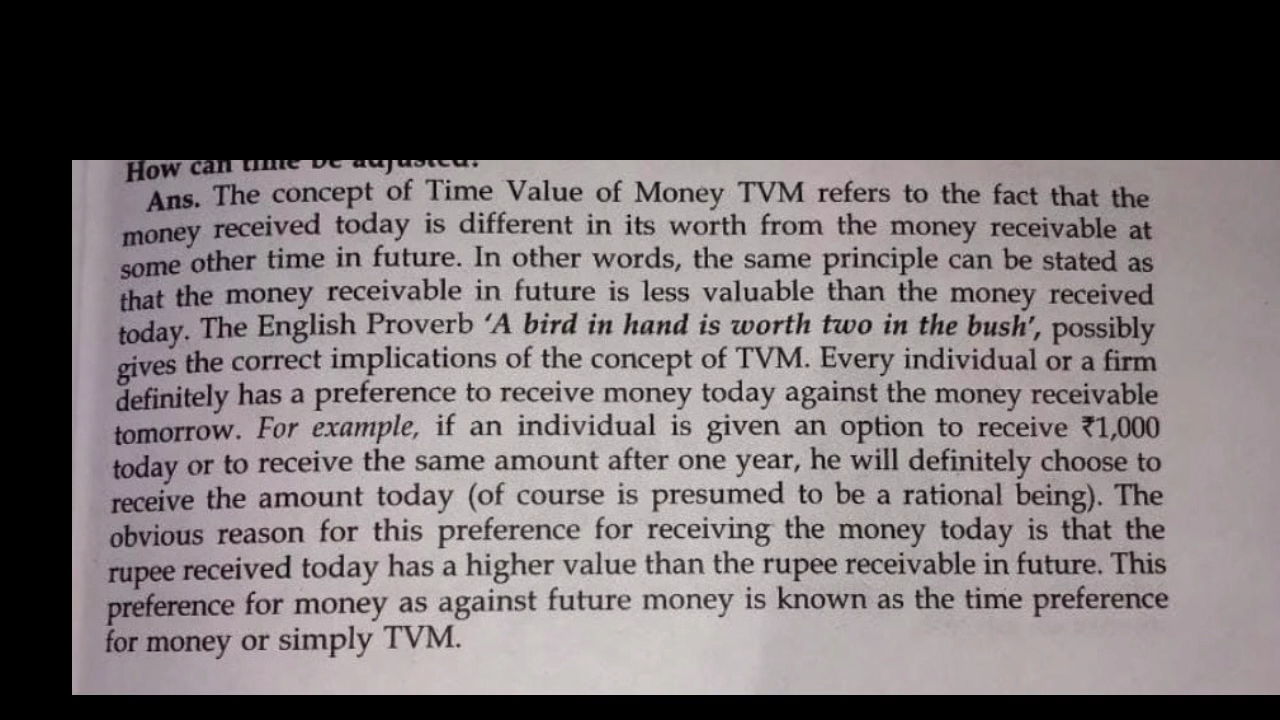 How can time be adjusted?
Ans. The concept of Time Value of Money TVM refers to the fact that the
money received today is different in its worth from the money receivable at
some other time in future. In other words, the same principle can be stated as
that the money receivable in future is less valuable than the money received
today. The English Proverb ‘A bird in hand is worth two in the bush’, possibly
gives the correct implications of the concept of TVM. Every individual or a firm
definitely has a preference to receive money today against the money receivable
tomorrow. For example, if an individual is given an option to receive ₹1,000
today or to receive the same amount after one year, he will definitely choose to
receive the amount today (of course is presumed to be a rational being). The
obvious reason for this preference for receiving the money today is that the
rupee received today has a higher value than the rupee receivable in future. This
preference for money as against future money is known as the time preference
for money or simply TVM.